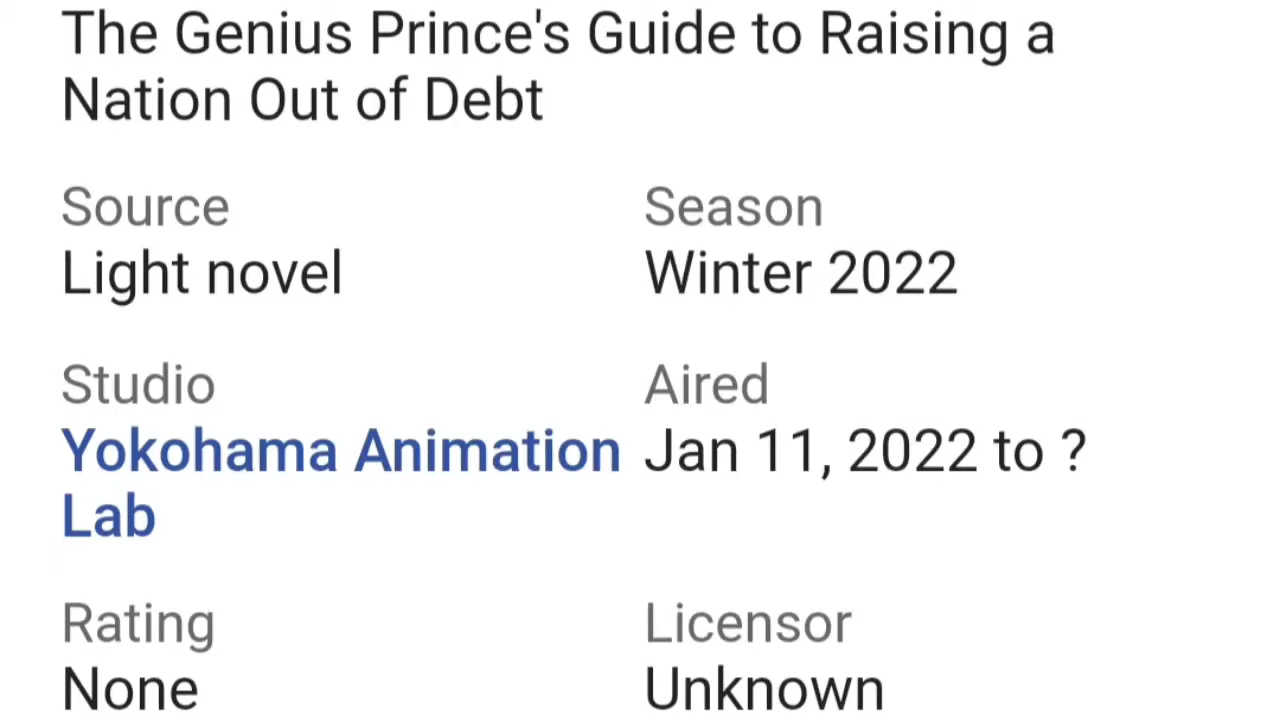 The Genius Prince's Guide to Raising a
Nation Out of Debt
Source
Season
Light novel
Winter 2022
Studio
Aired
Yokohama Animation
Lab
Jan 11, 2022 to ?
Rating
Licensor
None
Unknown